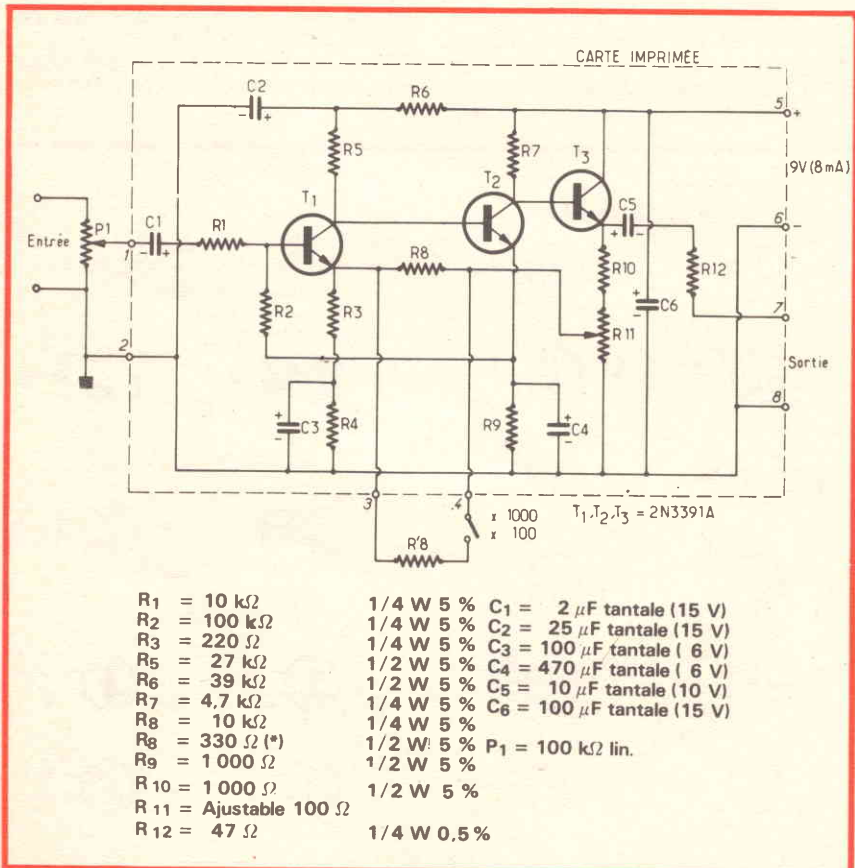 CARTE IMPRIMÉE
C2
- +
R6
5
+
R5
R7
T3
T1
T2
9V (8mA)
C5
+ -
6
-
Entrée
P1
C1
- +
R1
1
R8
R10
R12
R2
R3
+
-
C6
R11
7
2
Sortie
+
-
C3
R4
R9
+
-
C4
8
3
4
x 1000
x 100
R'8
T1,T2,T3 = 2N3391A
R1 = 10 kΩ 1/4 W 5 %
R2 = 100 kΩ 1/4 W 5 %
R3 = 220 Ω 1/4 W 5 %
R5 = 27 kΩ 1/2 W 5 %
R6 = 39 kΩ 1/2 W 5 %
R7 = 4,7 kΩ 1/4 W 5 %
R8 = 10 kΩ 1/4 W 5 %
R8 = 330 Ω (*) 1/2 W 5 %
R9 = 1 000 Ω 1/2 W 5 %
R10 = 1 000 Ω 1/2 W 5 %
R11 = Ajustable 100 Ω
R12 = 47 Ω 1/4 W 0,5 %
C1 = 2 µF tantale (15 V)
C2 = 25 µF tantale (15 V)
C3 = 100 µF tantale ( 6 V)
C4 = 470 µF tantale ( 6 V)
C5 = 10 µF tantale (10 V)
C6 = 100 µF tantale (15 V)
P1 = 100 kΩ lin.